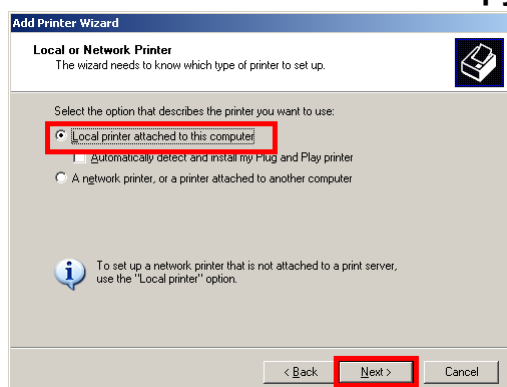 Add Printer Wizard
Local or Network Printer
The wizard needs to know which type of printer to set up.
Select the option that describes the printer you want to use:
Local printer attached to this computer
Automatically detect and install my Plug and Play printer
A network printer, or a printer attached to another computer
To set up a network printer that is not attached to a print server,
use the "Local printer" option.
< Back Next > Cancel